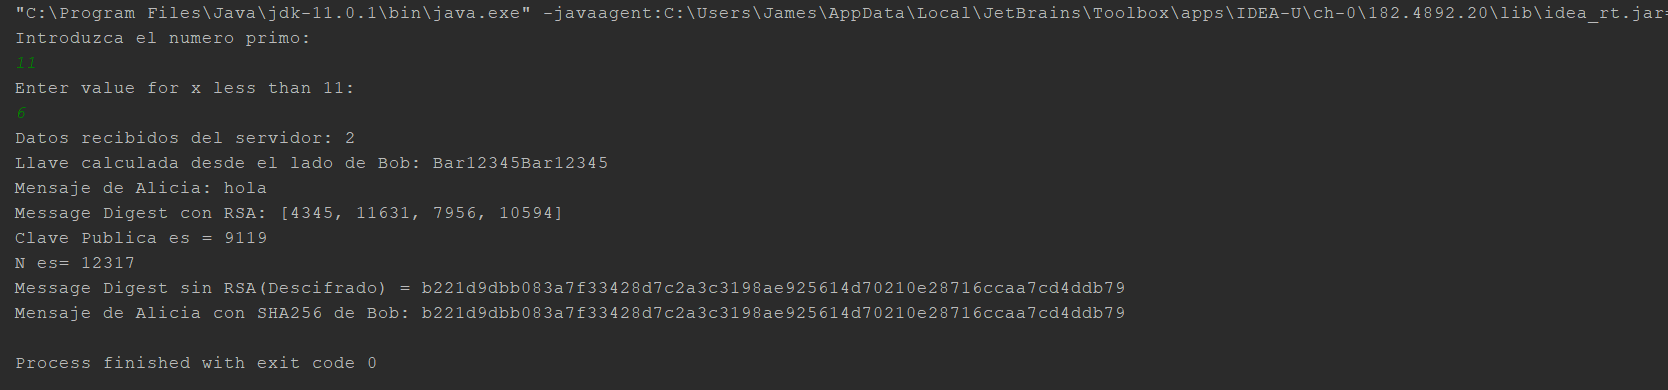 "C:\Program Files\Java\jdk-11.0.1\bin\java.exe" -javaagent:C:\Users\James\AppData\Local\JetBrains\Toolbox\apps\IDEA-U\ch-0\182.4892.20\lib\idea_rt.jar=
Introduzca el numero primo:
11
Enter value for x less than 11:
6
Datos recibidos del servidor: 2
Llave calculada desde el lado de Bob: Bar12345Bar12345
Mensaje de Alicia: hola
Message Digest con RSA: [4345, 11631, 7956, 10594]
Clave Publica es = 9119
N es= 12317
Message Digest sin RSA(Descifrado) = b221d9dbb083a7f33428d7c2a3c3198ae925614d70210e28716ccaa7cd4ddb79
Mensaje de Alicia con SHA256 de Bob: b221d9dbb083a7f33428d7c2a3c3198ae925614d70210e28716ccaa7cd4ddb79
Process finished with exit code 0